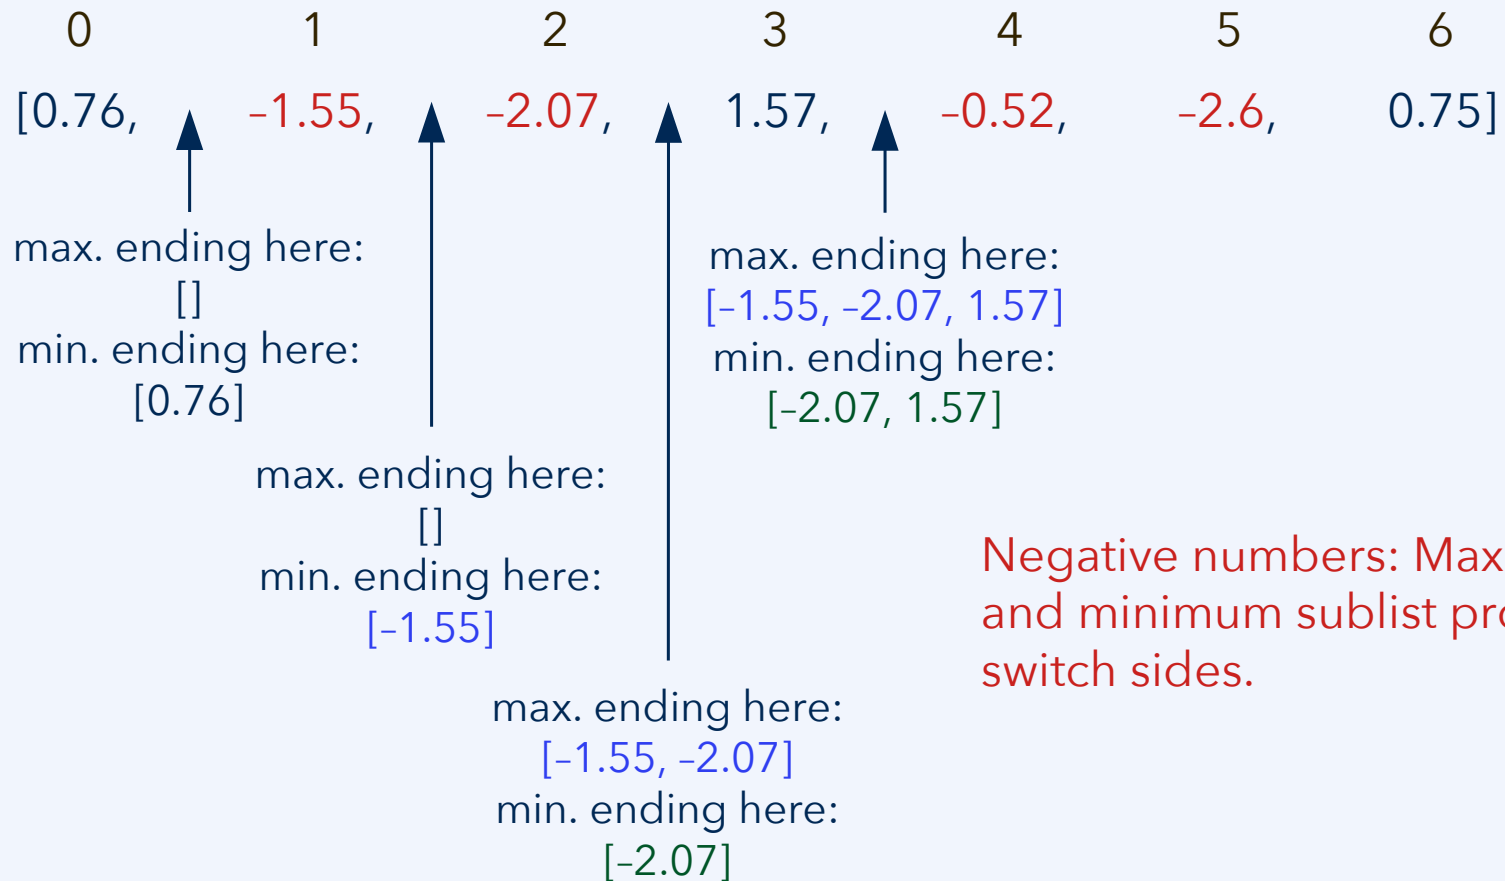 0 1 2 3 4 5 6
[0.76, –1.55, –2.07, 1.57, –0.52, –2.6, 0.75]
max. ending here:
[]
min. ending here:
[0.76]
max. ending here:
[]
min. ending here:
[–1.55]
max. ending here:
[–1.55, –2.07]
min. ending here:
[–2.07]
max. ending here:
[–1.55, –2.07, 1.57]
min. ending here:
[–2.07, 1.57]
Negative numbers: Max
and minimum sublist pro
switch sides.